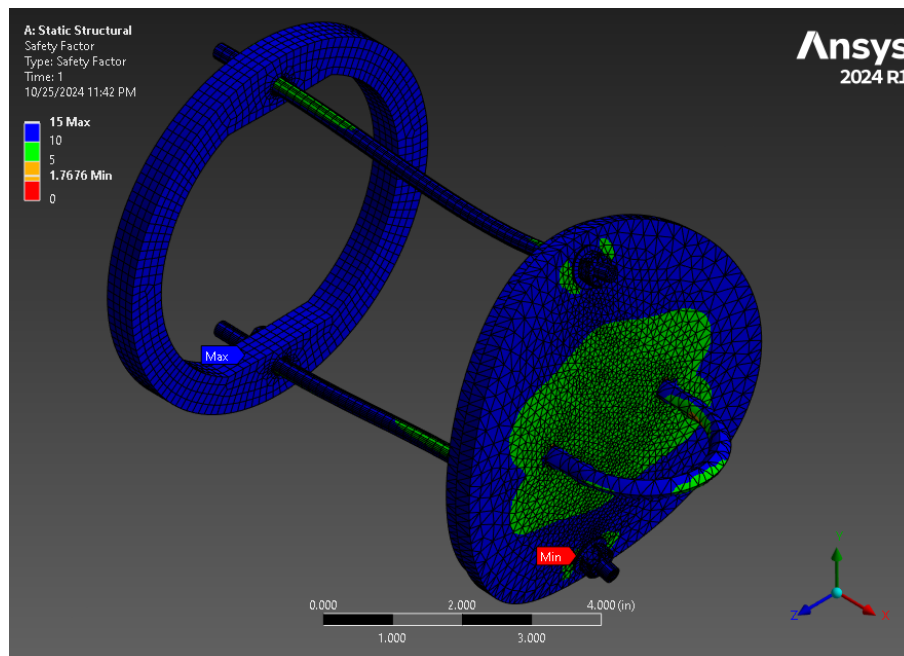 A: Static Structural
Safety Factor
Type: Safety Factor
Time: 1
10/25/2024 11:42 PM
15 Max
10
5
1.7676 Min
0
Ansys
2024 R1
Max
Min
0.000 2.000 4.000 (in)
1.000 3.000
Y
Z X